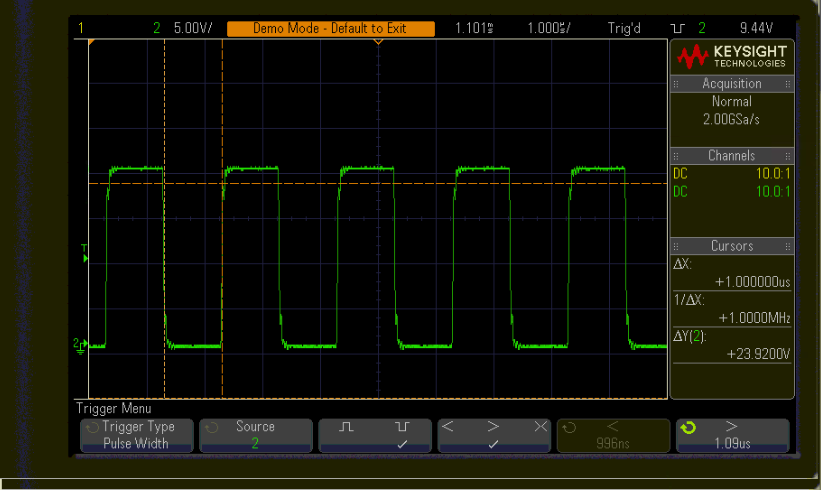 1 2 5.00V/ Demo Mode - Default to Exit 1.101s 1.000s/ Trig'd 2 9.44V
KEYSIGHT
TECHNOLOGIES
Acquisition
Normal
2.00GSa/s
Channels
DC 10.0:1
DC 10.0:1
T
Cursors
ΔX:
+1.000000us
1/ΔX:
+1.0000MHz
2
ΔY(2):
+23.9200V
Trigger Menu
Trigger Type Source < > >< < >
Pulse Width 2 996ns 1.09us